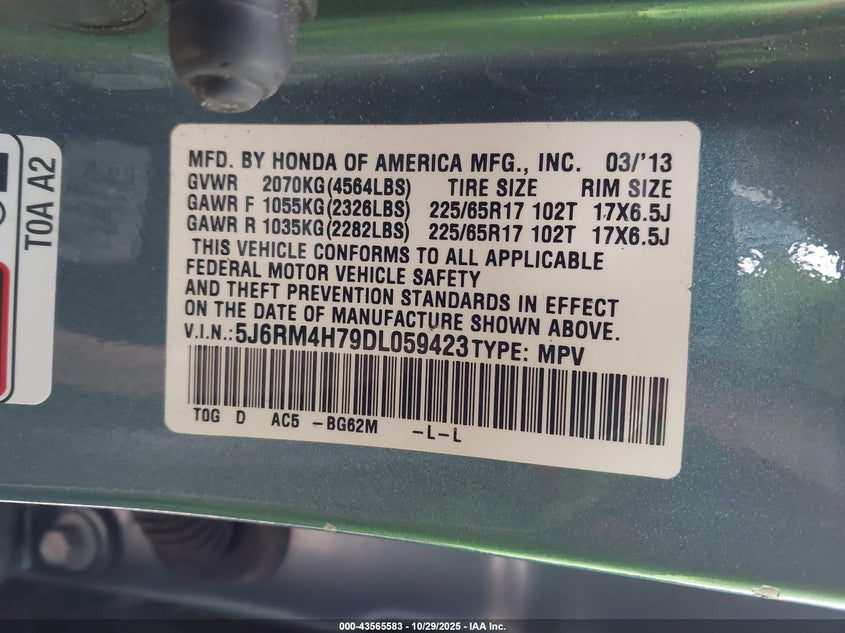 MFD. BY HONDA OF AMERICA MFG., INC. 03/'13
GVWR 2070KG(4564LBS) TIRE SIZE RIM SIZE
GAWR F 1055KG(2326LBS) 225/65R17 102T 17X6.5J
GAWR R 1035KG(2282LBS) 225/65R17 102T 17X6.5J
THIS VEHICLE CONFORMS TO ALL APPLICABLE
FEDERAL MOTOR VEHICLE SAFETY
AND THEFT PREVENTION STANDARDS IN EFFECT
ON THE DATE OF MANUFACTURE SHOWN ABOVE.
V.I.N.:5J6RM4H79DL059423 TYPE: MPV
T0G D AC5 -BG62M -L-L
T0A A2
000-43565583 | 10/29/2025 - IAA Inc.